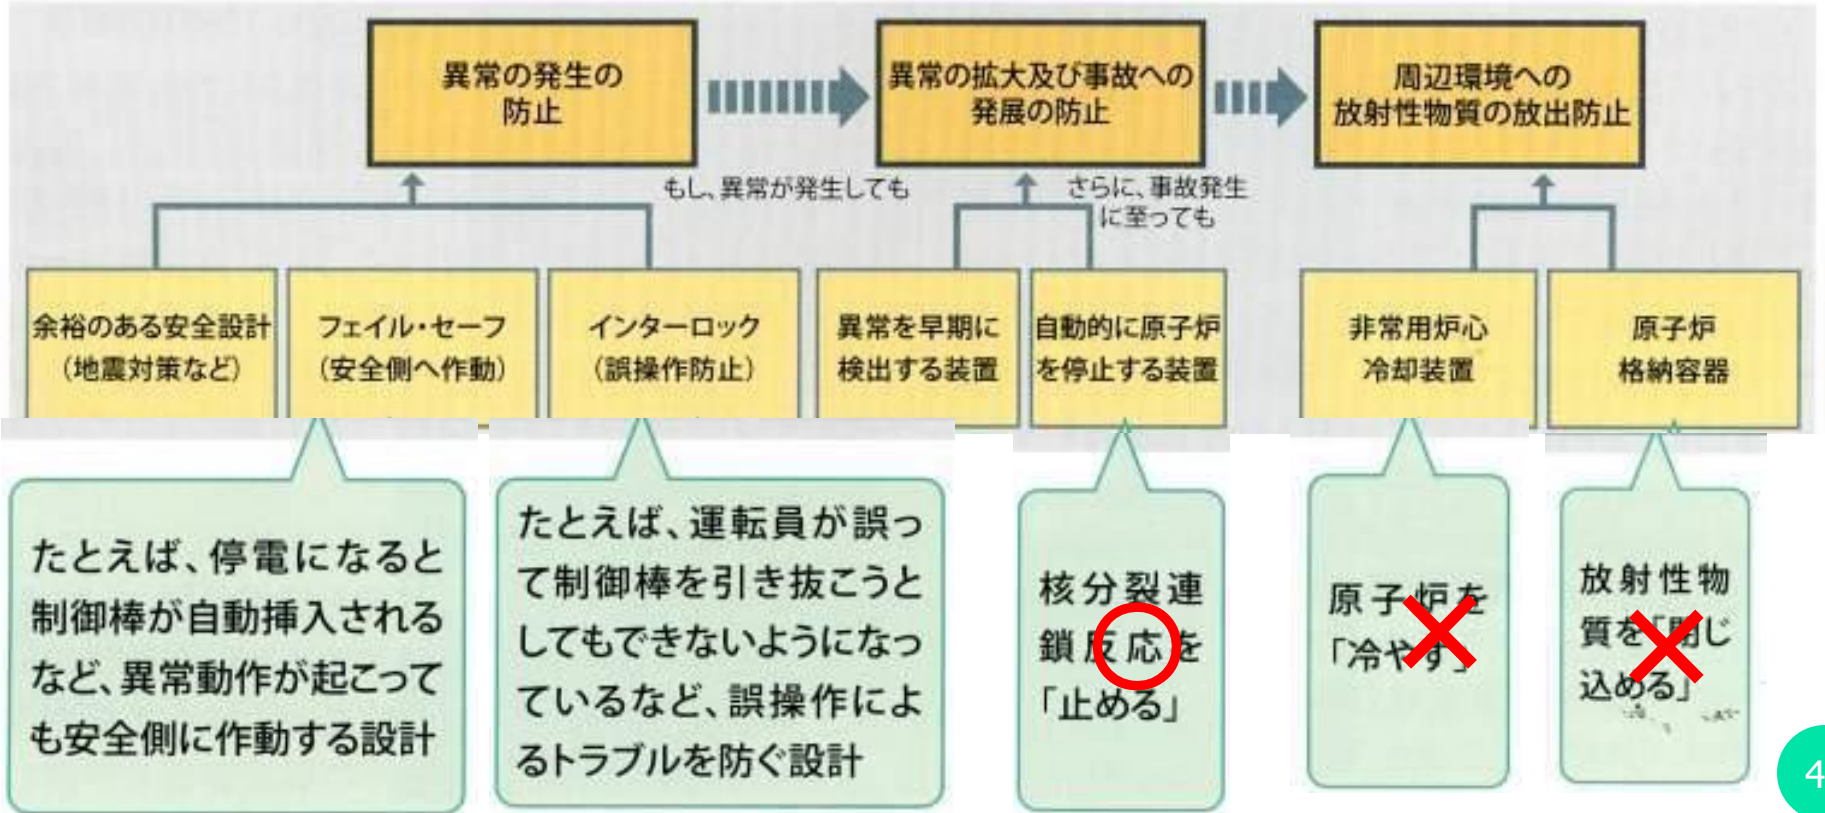 異常の発生の
防止
異常の拡大及び事故への
発展の防止
周辺環境への
放射性物質の放出防止
もし、異常が発生しても
さらに、事故発生
に至っても
余裕のある安全設計
(地震対策など)
フェイル・セーフ
(安全側へ作動)
インターロック
(誤操作防止)
異常を早期に
検出する装置
自動的に原子炉
を停止する装置
非常用炉心
冷却装置
原子炉
格納容器
たとえば、停電になると
制御棒が自動挿入される
など、異常動作が起こって
も安全側に作動する設計
たとえば、運転員が誤っ
て制御棒を引き抜こうと
してもできないようになっ
ているなど、誤操作によ
るトラブルを防ぐ設計
核分裂連
鎖反応を
「止める」
原子炉を
「冷やす」
放射性物
質を「閉じ
込める」
4